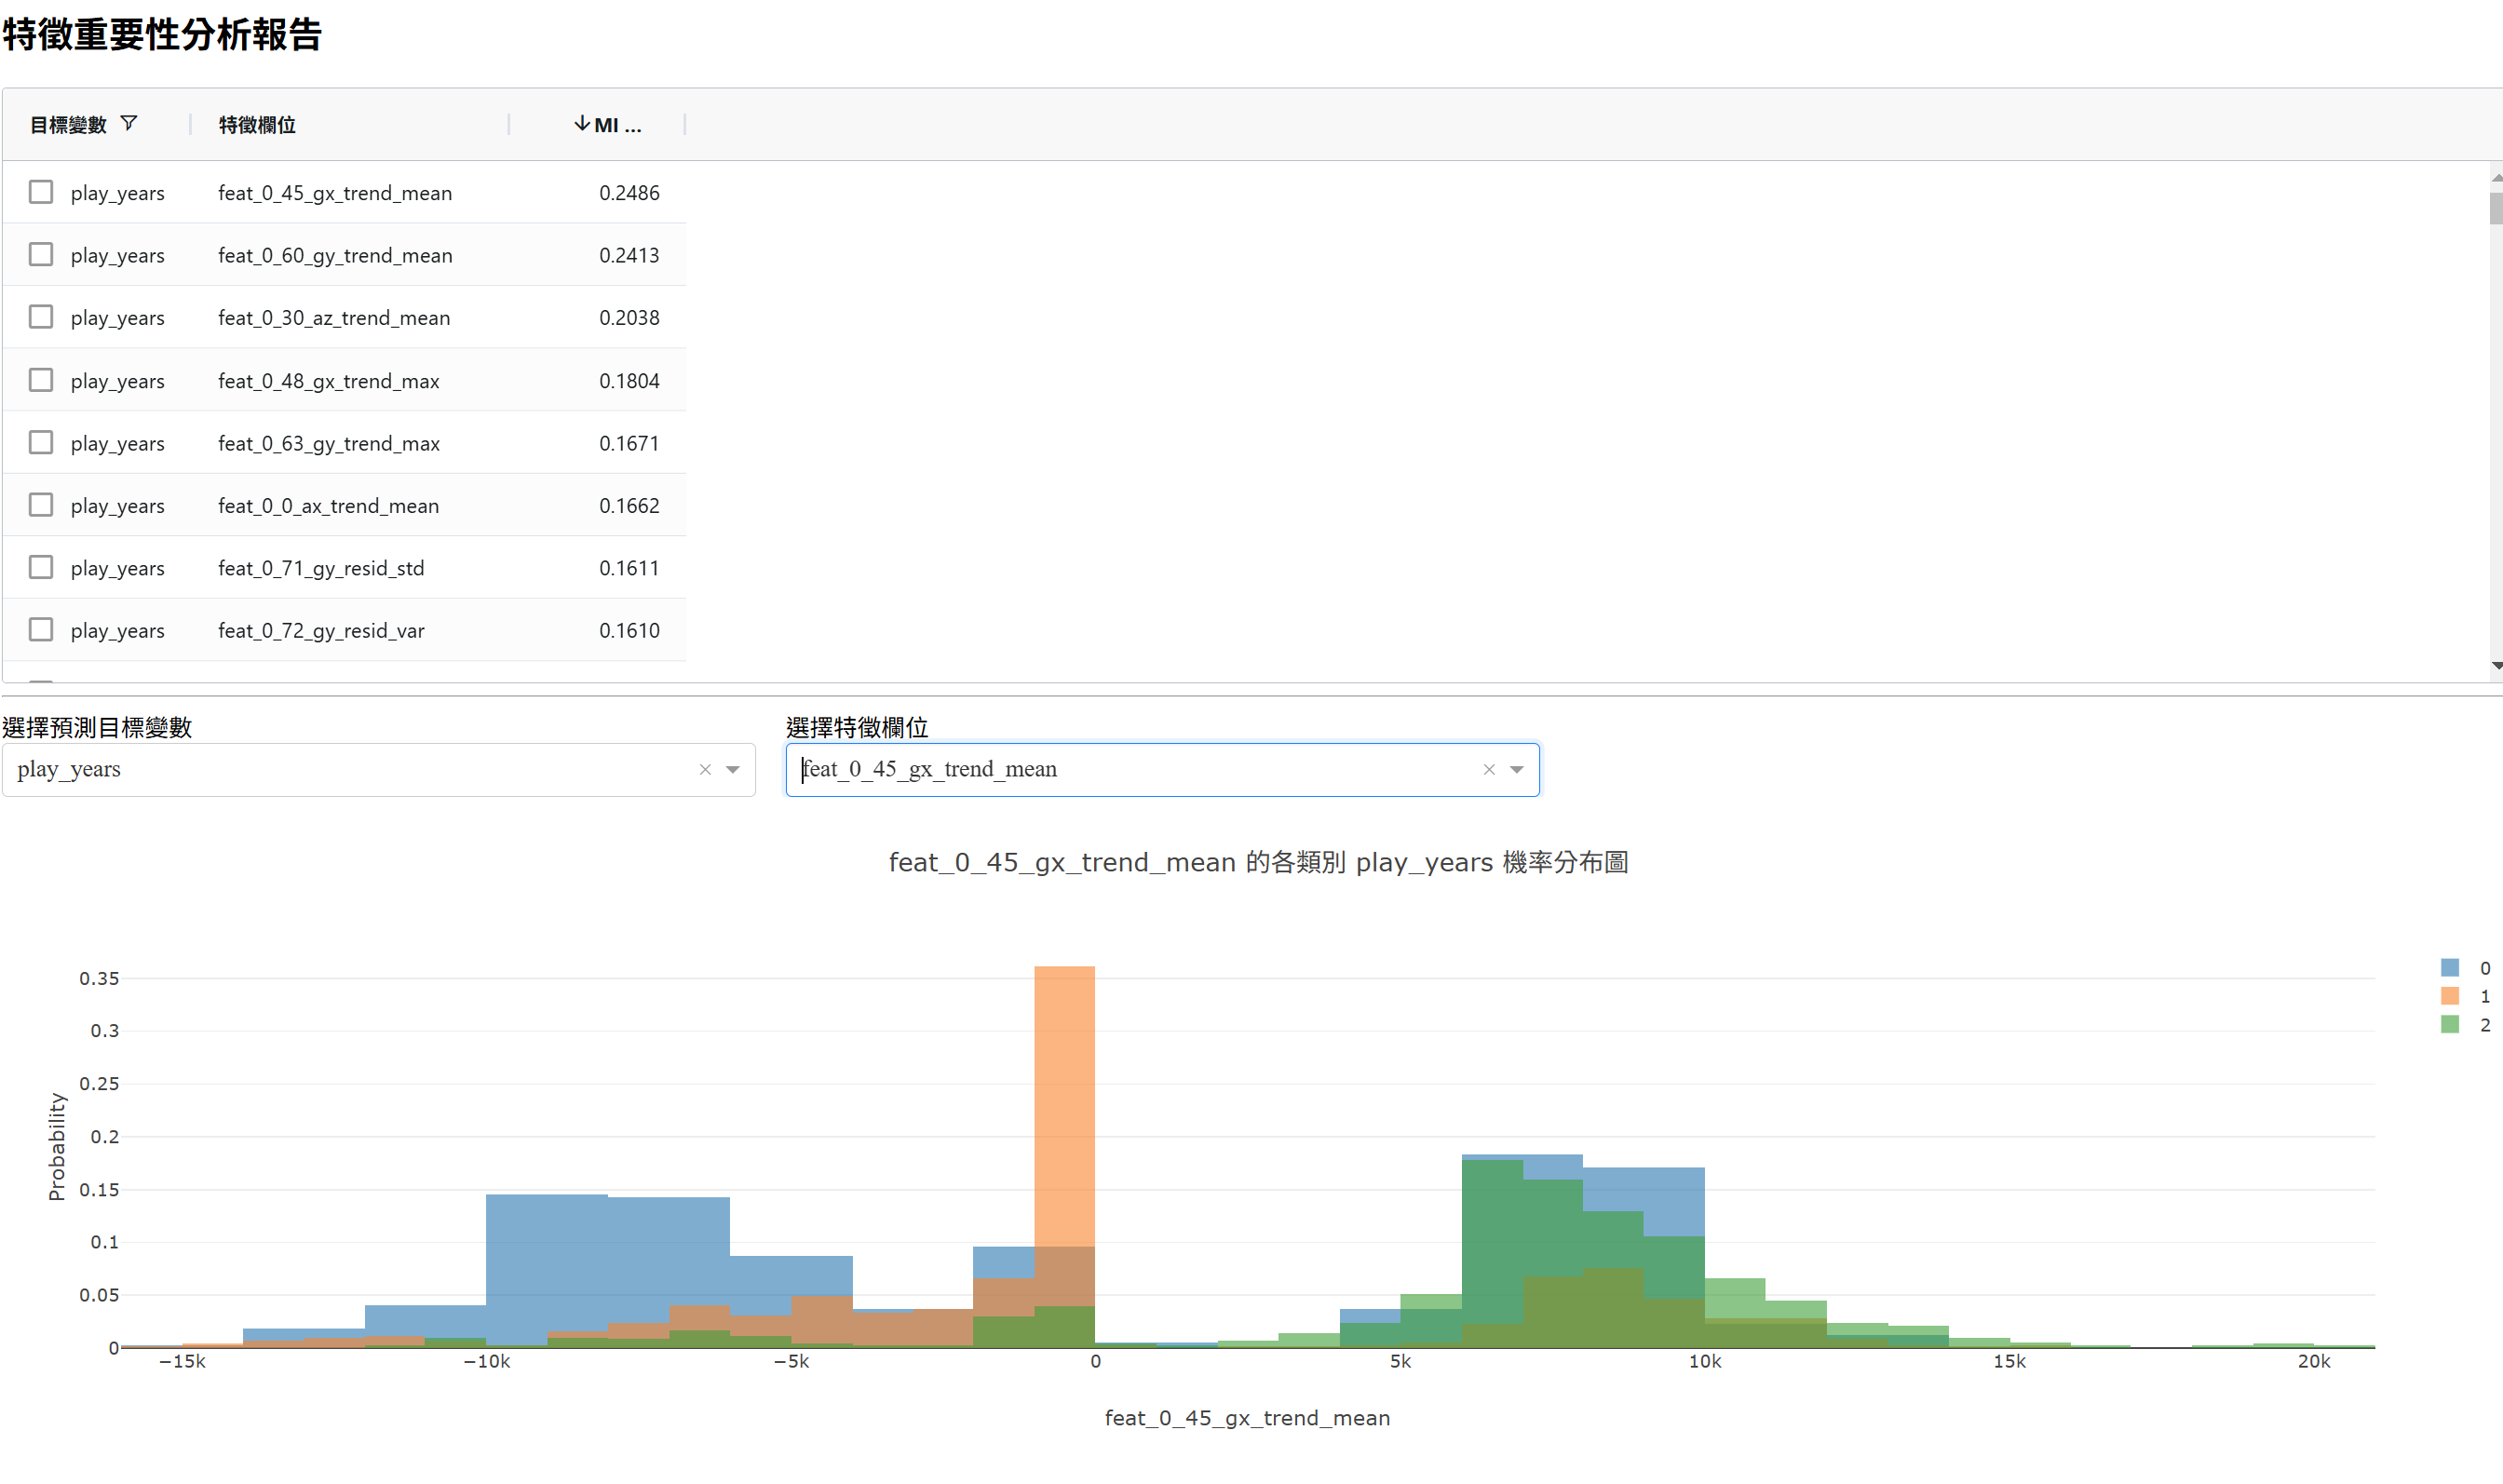 特徵重要性分析報告
目標變數 特徵欄位 MI ...
play_years feat_0_45_gx_trend_mean 0.2486
play_years feat_0_60_gy_trend_mean 0.2413
play_years feat_0_30_az_trend_mean 0.2038
play_years feat_0_48_gx_trend_max 0.1804
play_years feat_0_63_gy_trend_max 0.1671
play_years feat_0_0_ax_trend_mean 0.1662
play_years feat_0_71_gy_resid_std 0.1611
play_years feat_0_72_gy_resid_var 0.1610
選擇預測目標變數 選擇特徵欄位
play_years × feat_0_45_gx_trend_mean ×
feat_0_45_gx_trend_mean 的各類別 play_years 機率分布圖
0
1
2
Probability
0.35
0.3
0.25
0.2
0.15
0.1
0.05
0
−15k −10k −5k 0 5k 10k 15k 20k
feat_0_45_gx_trend_mean